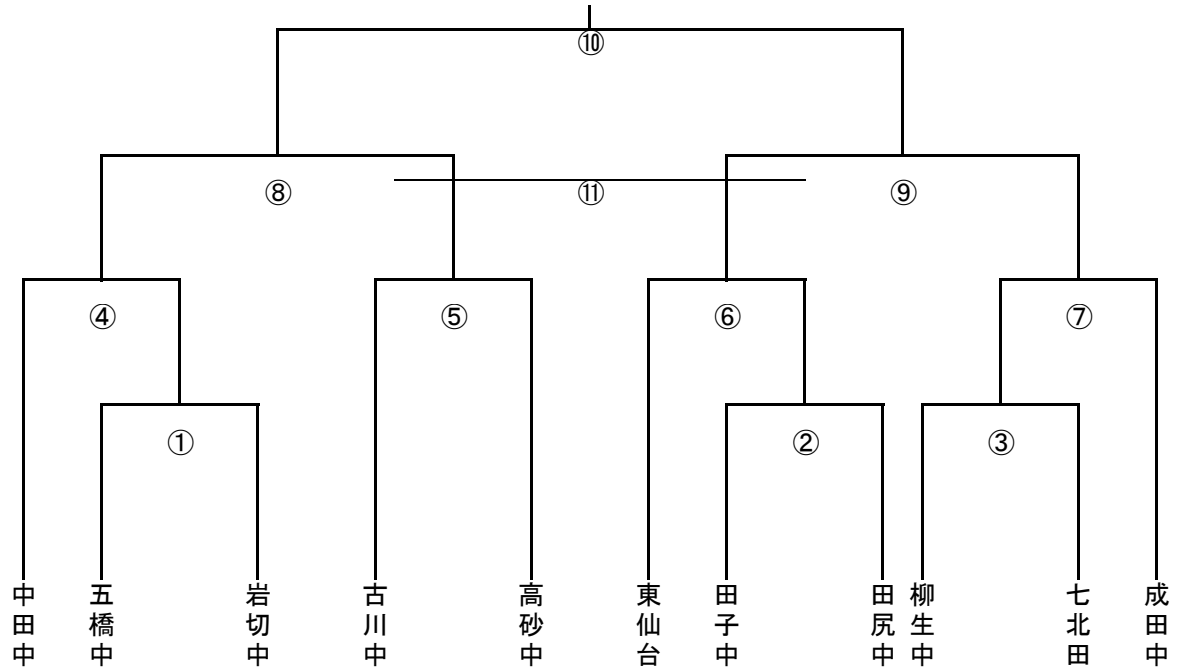 ⑩
⑧
⑪
⑨
④
⑤
⑥
⑦
①
②
③
中田中
五橋中
岩切中
古川中
高砂中
東仙台
田子中
田尻中
柳生中
七北田
成田中